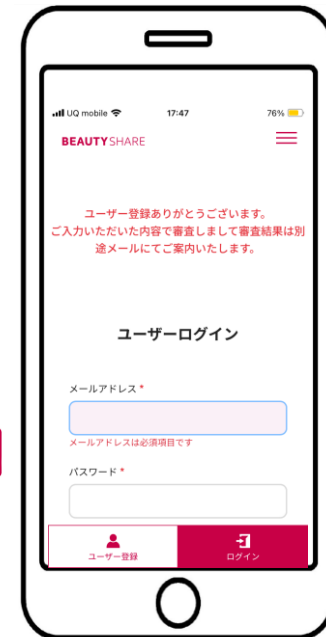 UQ mobile 17:47 76%
BEAUTYSHARE
ユーザー登録ありがとうございます。
ご入力いただいた内容で審査しまして審査結果は別
途メールにてご案内いたします。
ユーザーログイン
メールアドレス *
メールアドレスは必須項目です
パスワード *
ユーザー登録 ログイン